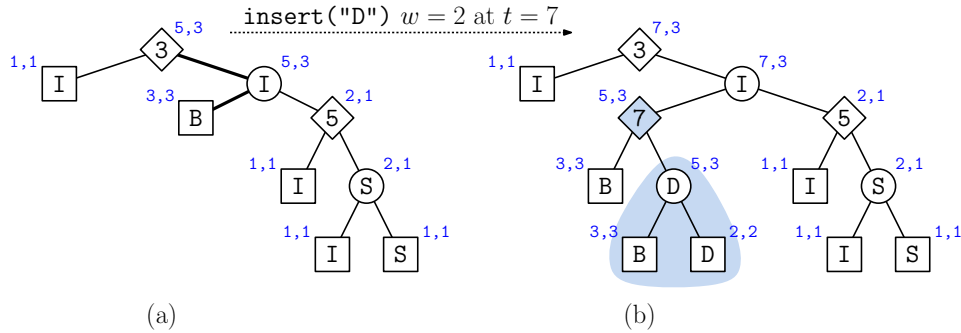 insert("D") w = 2 at t = 7
5,3
3
1,1
I
5,3
I
3,3
B
2,1
5
1,1
I
2,1
S
1,1
I
1,1
S
(a)
7,3
3
1,1
I
7,3
I
5,3
7
2,1
5
3,3
B
5,3
D
1,1
I
2,1
S
3,3
B
2,2
D
1,1
I
1,1
S
(b)